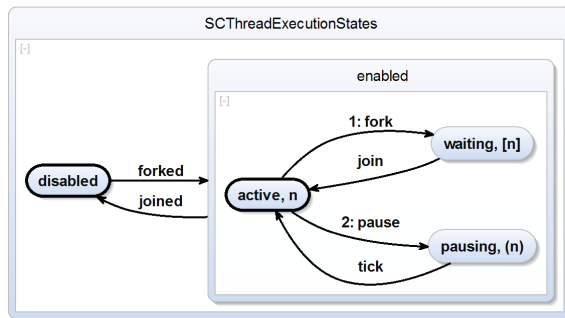 SCThreadExecutionStates
[-]
enabled
[-]
1: fork
waiting, [n]
join
forked
disabled
active, n
joined
2: pause
pausing, (n)
tick